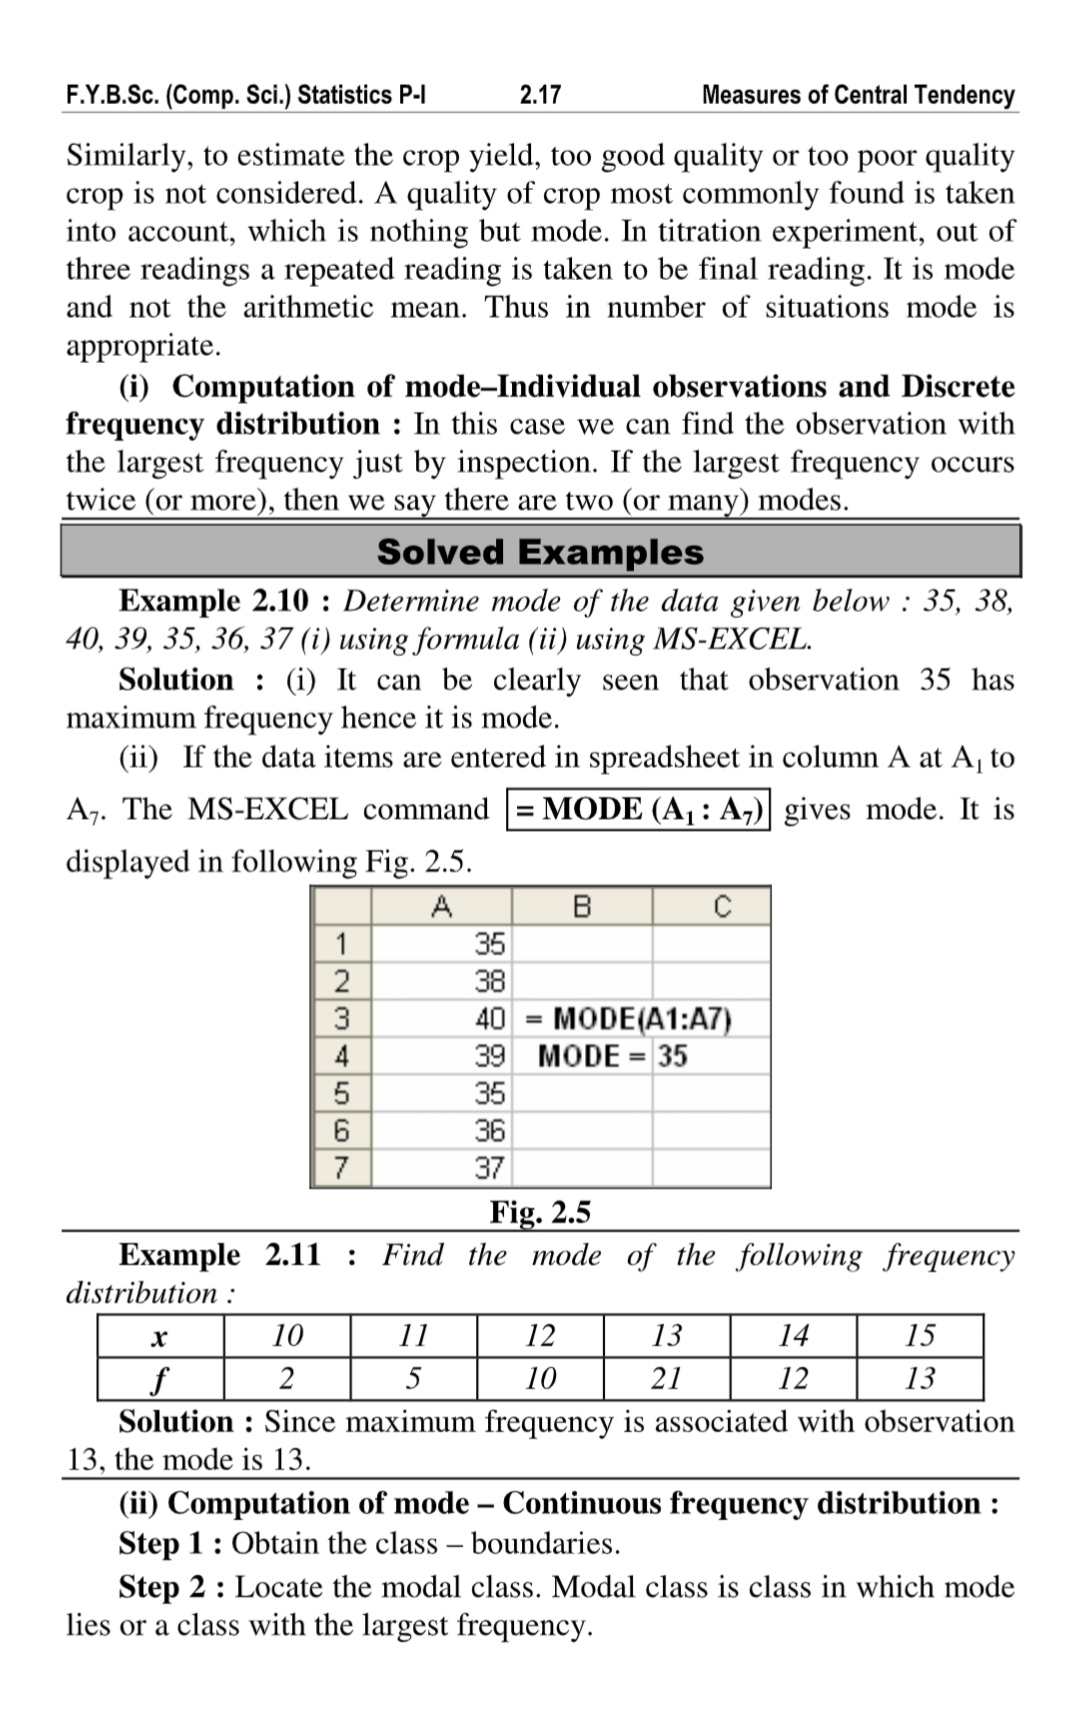 F.Y.B.Sc. (Comp. Sci.) Statistics P-I 2.17 Measures of Central Tendency
Similarly, to estimate the crop yield, too good quality or too poor quality
crop is not considered. A quality of crop most commonly found is taken
into account, which is nothing but mode. In titration experiment, out of
three readings a repeated reading is taken to be final reading. It is mode
and not the arithmetic mean. Thus in number of situations mode is
appropriate.
(i) Computation of mode–Individual observations and Discrete
frequency distribution : In this case we can find the observation with
the largest frequency just by inspection. If the largest frequency occurs
twice (or more), then we say there are two (or many) modes.
Solved Examples
Example 2.10 : Determine mode of the data given below : 35, 38,
40, 39, 35, 36, 37 (i) using formula (ii) using MS-EXCEL.
Solution : (i) It can be clearly seen that observation 35 has
maximum frequency hence it is mode.
(ii) If the data items are entered in spreadsheet in column A at A₁ to
A₇. The MS-EXCEL command = MODE (A₁ : A₇) gives mode. It is
displayed in following Fig. 2.5.
A B C
1 35
2 38
3 40 = MODE(A1:A7)
4 39 MODE = 35
5 35
6 36
7 37
Fig. 2.5
Example 2.11 : Find the mode of the following frequency
distribution :
x 10 11 12 13 14 15
f 2 5 10 21 12 13
Solution : Since maximum frequency is associated with observation
13, the mode is 13.
(ii) Computation of mode – Continuous frequency distribution :
Step 1 : Obtain the class – boundaries.
Step 2 : Locate the modal class. Modal class is class in which mode
lies or a class with the largest frequency.